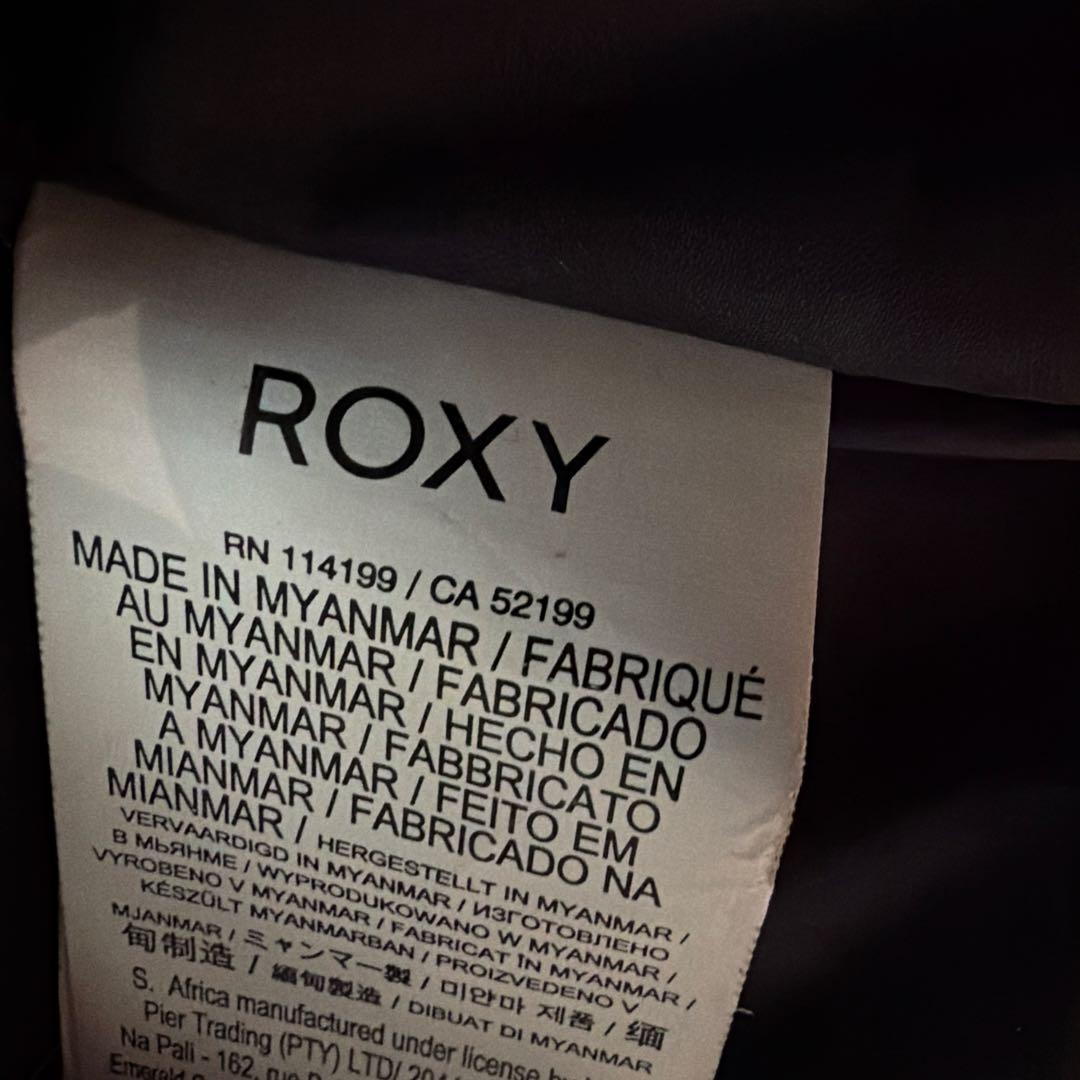 ROXY
RN 114199 / CA 52199
MADE IN MYANMAR / FABRIQUÉ
AU MYANMAR / FABRICADO
EN MYANMAR / HECHO EN
MYANMAR / FABBRICATO
A MYANMAR / FEITO EM
MIANMAR / FABRICADO NA
MIANMAR / HERGESTELLT IN MYANMAR /
VERVAARDIGD IN MYANMAR / ИЗГОТОВЛЕНО
В МЬЯНМЕ / WYPRODUKOWANO W MYANMAR /
VYROBENO V MYANMAR / FABRICAT ÎN MYANMAR /
KÉSZÜLT MYANMARBAN / PROIZVEDENO V
MJANMAR / ミャンマー製 / 미얀마 제품 / 缅
甸制造 / 緬甸製造 / DIBUAT DI MYANMAR
S. Africa manufactured under license
Pier Trading (PTY) LTD/
Na Pali - 162, rue